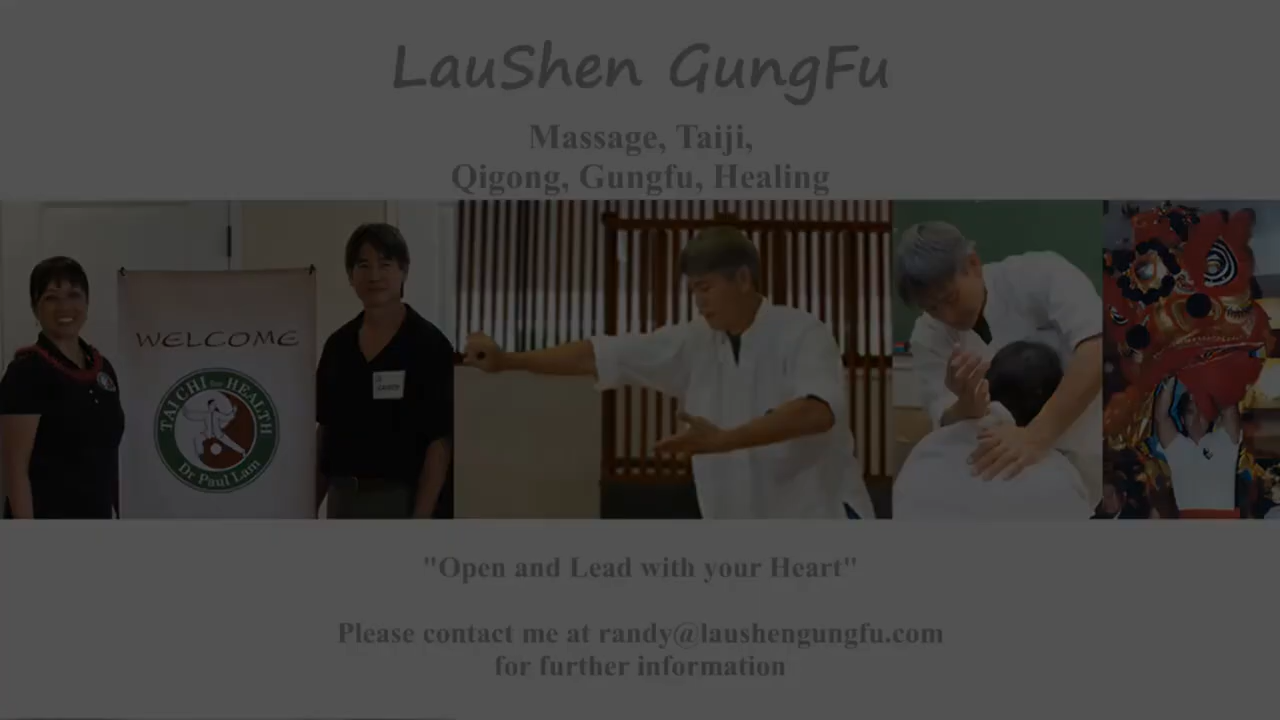 LauShen GungFu
Massage, Taiji,
Qigong, Gungfu, Healing
WELCOME
TAI CHI for HEALTH
Dr Paul Lam
"Open and Lead with your Heart"
Please contact me at randy@laushengungfu.com
for further information